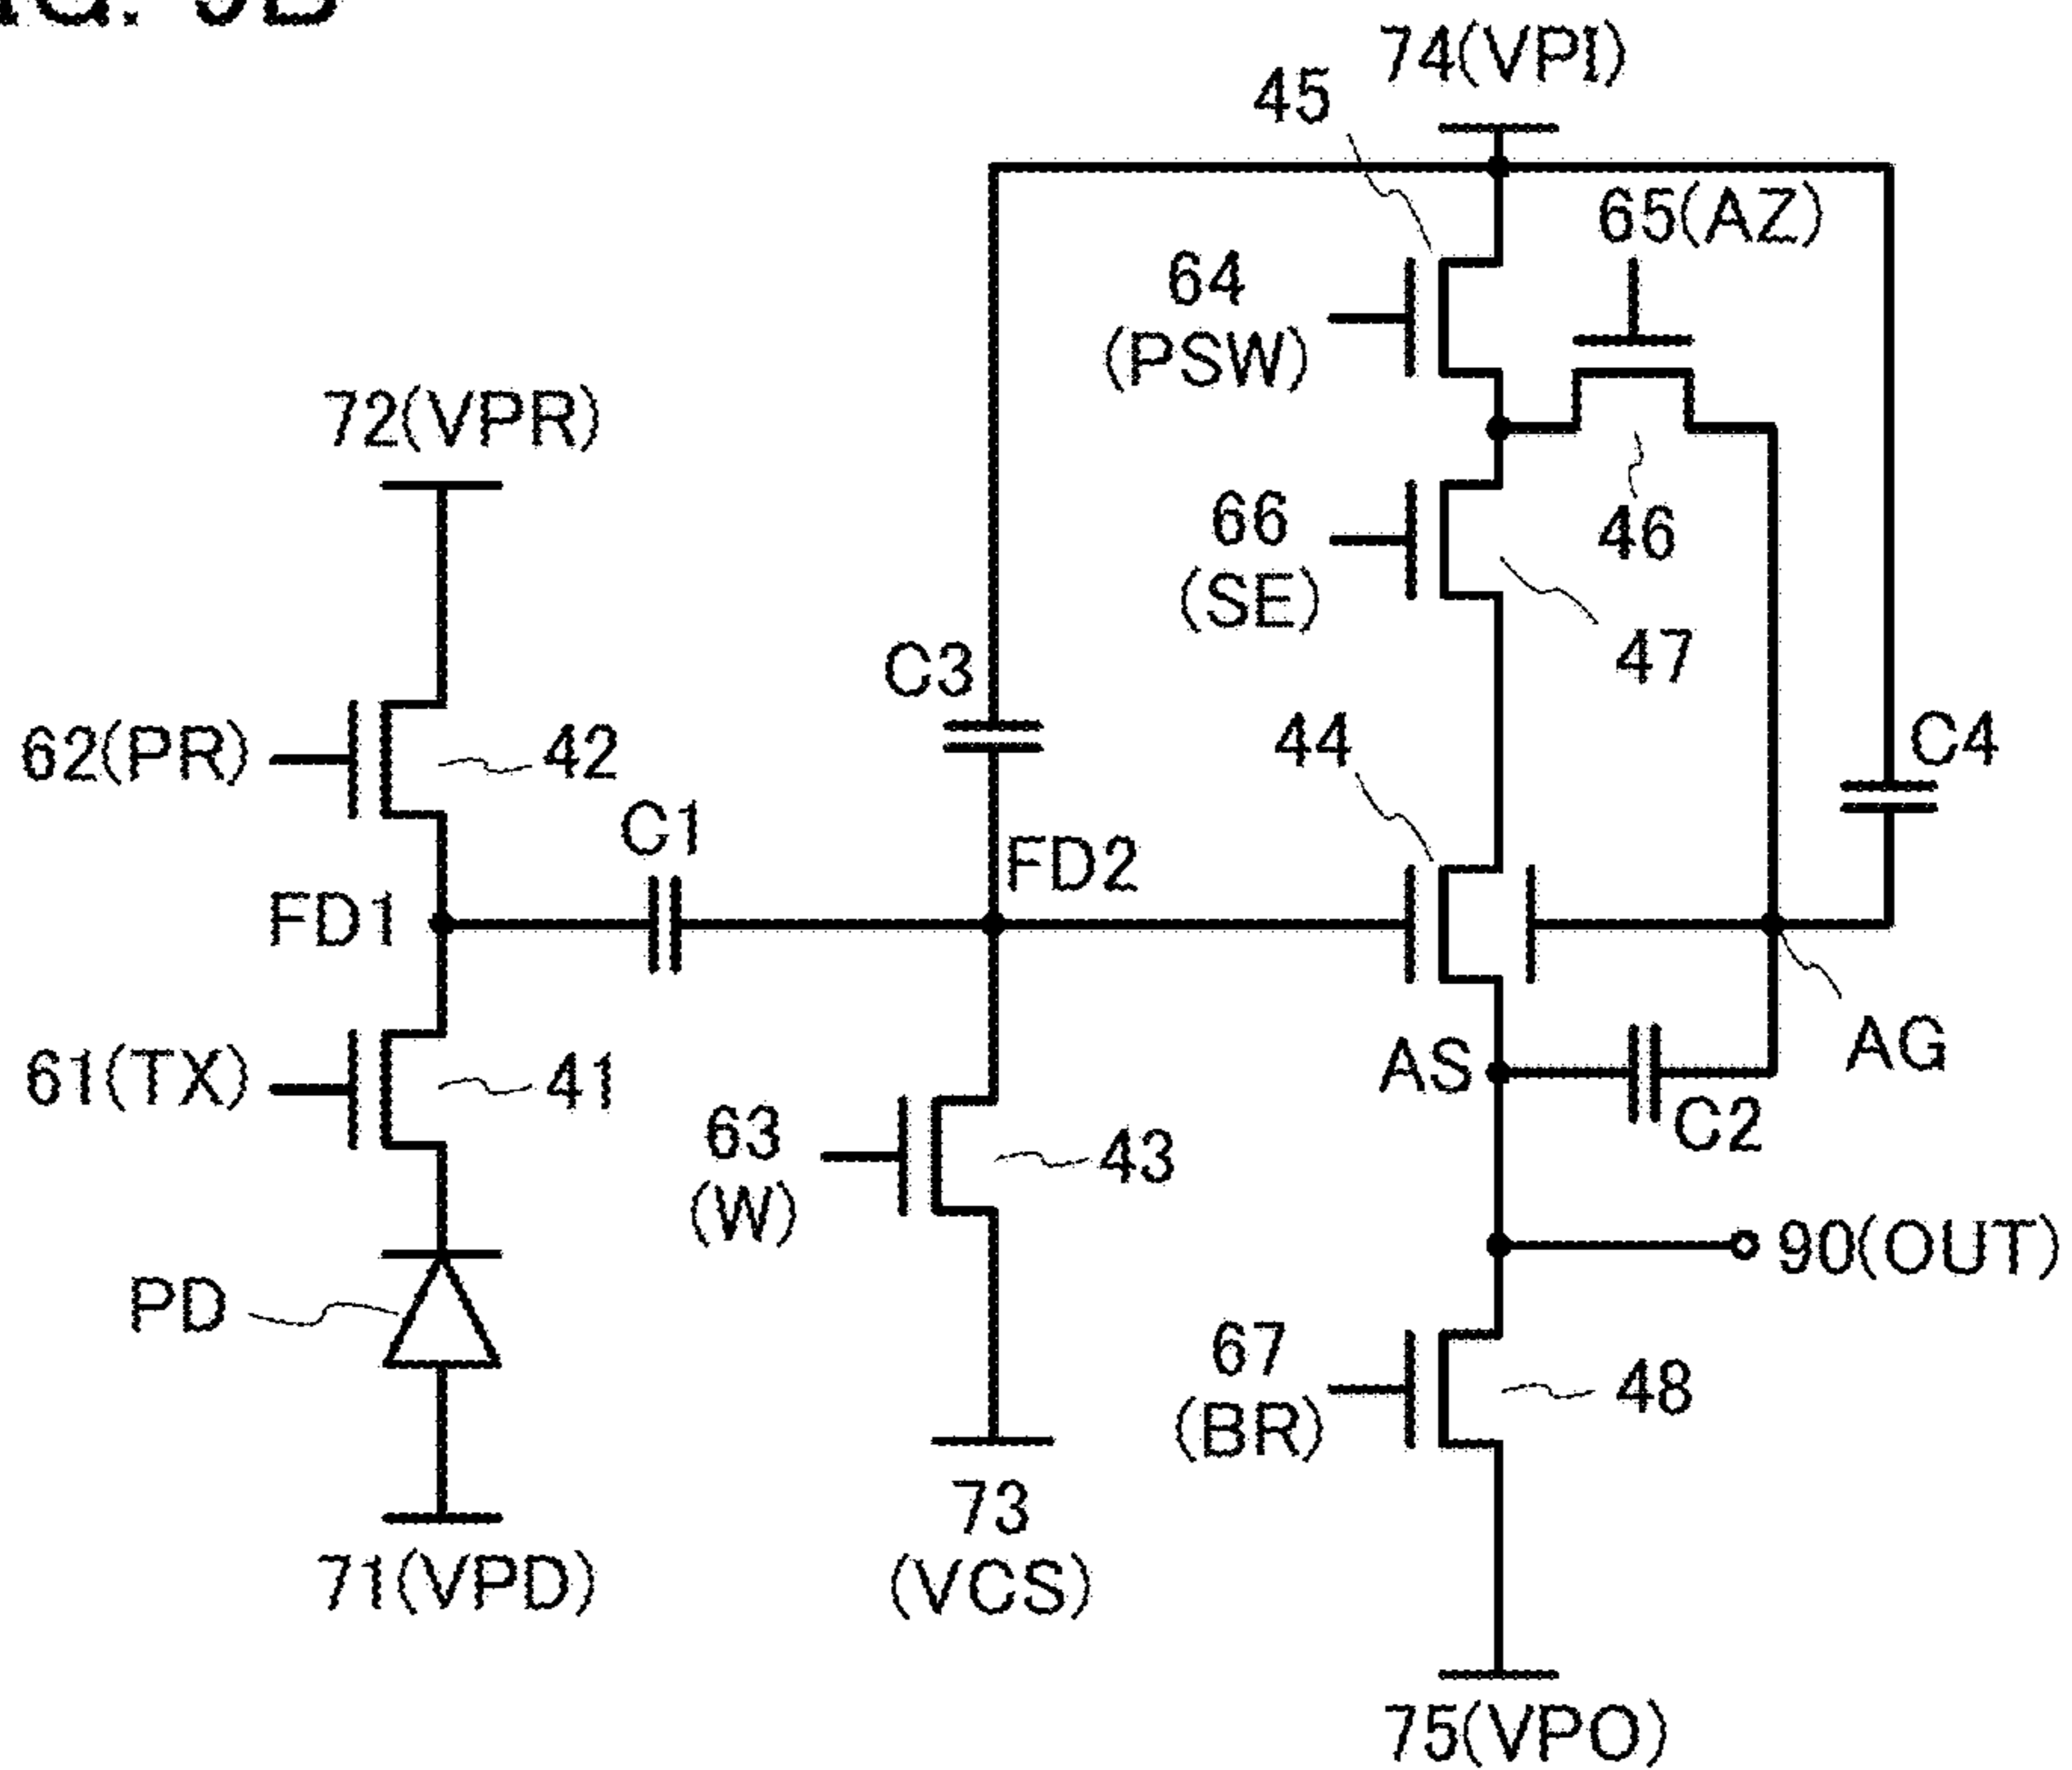 74(VPI)
45
65(AZ)
64
(PSW)
72(VPR)
66
(SE)
46
47
C3
44
C4
62(PR)
42
C1
FD2
FD1
61(TX)
41
AS
AG
63
(W)
43
C2
90(OUT)
PD
67
(BR)
48
73
(VCS)
71(VPD)
75(VPO)